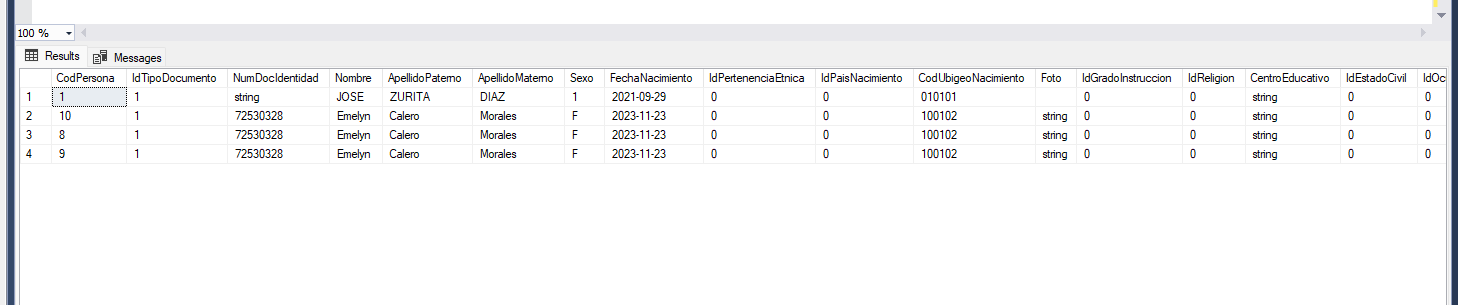 100 %
Results Messages
CodPersona IdTipoDocumento NumDocIdentidad Nombre ApellidoPaterno ApellidoMaterno Sexo FechaNacimiento IdPertenenciaEtnica IdPaisNacimiento CodUbigeoNacimiento Foto IdGradoInstruccion IdReligion CentroEducativo IdEstadoCivil IdOc
1 1 1 string JOSE ZURITA DIAZ 1 2021-09-29 0 0 010101 0 0 string 0 0
2 10 1 72530328 Emelyn Calero Morales F 2023-11-23 0 0 100102 string 0 0 string 0 0
3 8 1 72530328 Emelyn Calero Morales F 2023-11-23 0 0 100102 string 0 0 string 0 0
4 9 1 72530328 Emelyn Calero Morales F 2023-11-23 0 0 100102 string 0 0 string 0 0